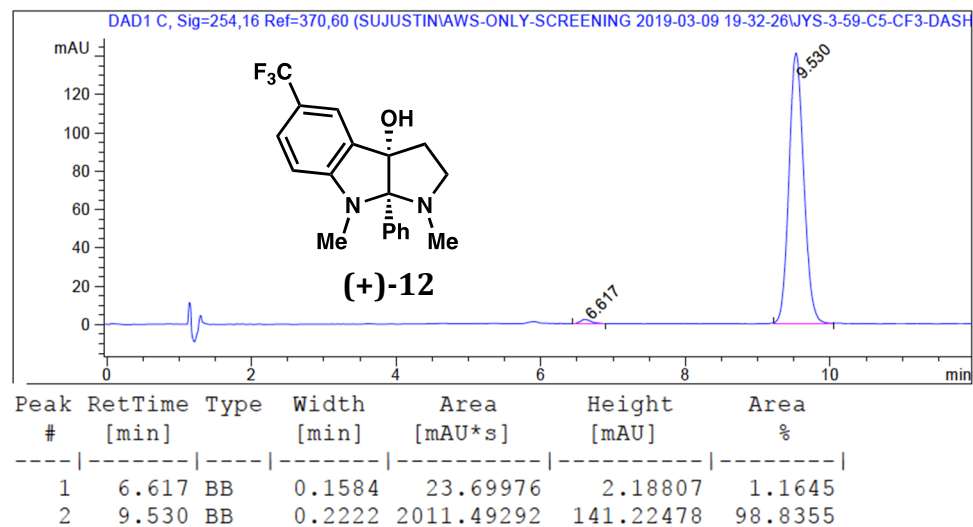 DAD1 C, Sig=254,16 Ref=370,60 (SUJUSTIN\AWS-ONLY-SCREENING 2019-03-09 19-32-26\JYS-3-59-C5-CF3-DASH
mAU
120
100
80
60
40
20
0
F3C
OH
N
N
Ph
Me
Me
(+)-12
6.617
9.530
0 2 4 6 8 10 min
Peak RetTime Type Width Area Height Area
# [min] [min] [mAU*s] [mAU] %
----|-------|----|-------|----------|----------|--------|
1 6.617 BB 0.1584 23.69976 2.18807 1.1645
2 9.530 BB 0.2222 2011.49292 141.22478 98.8355